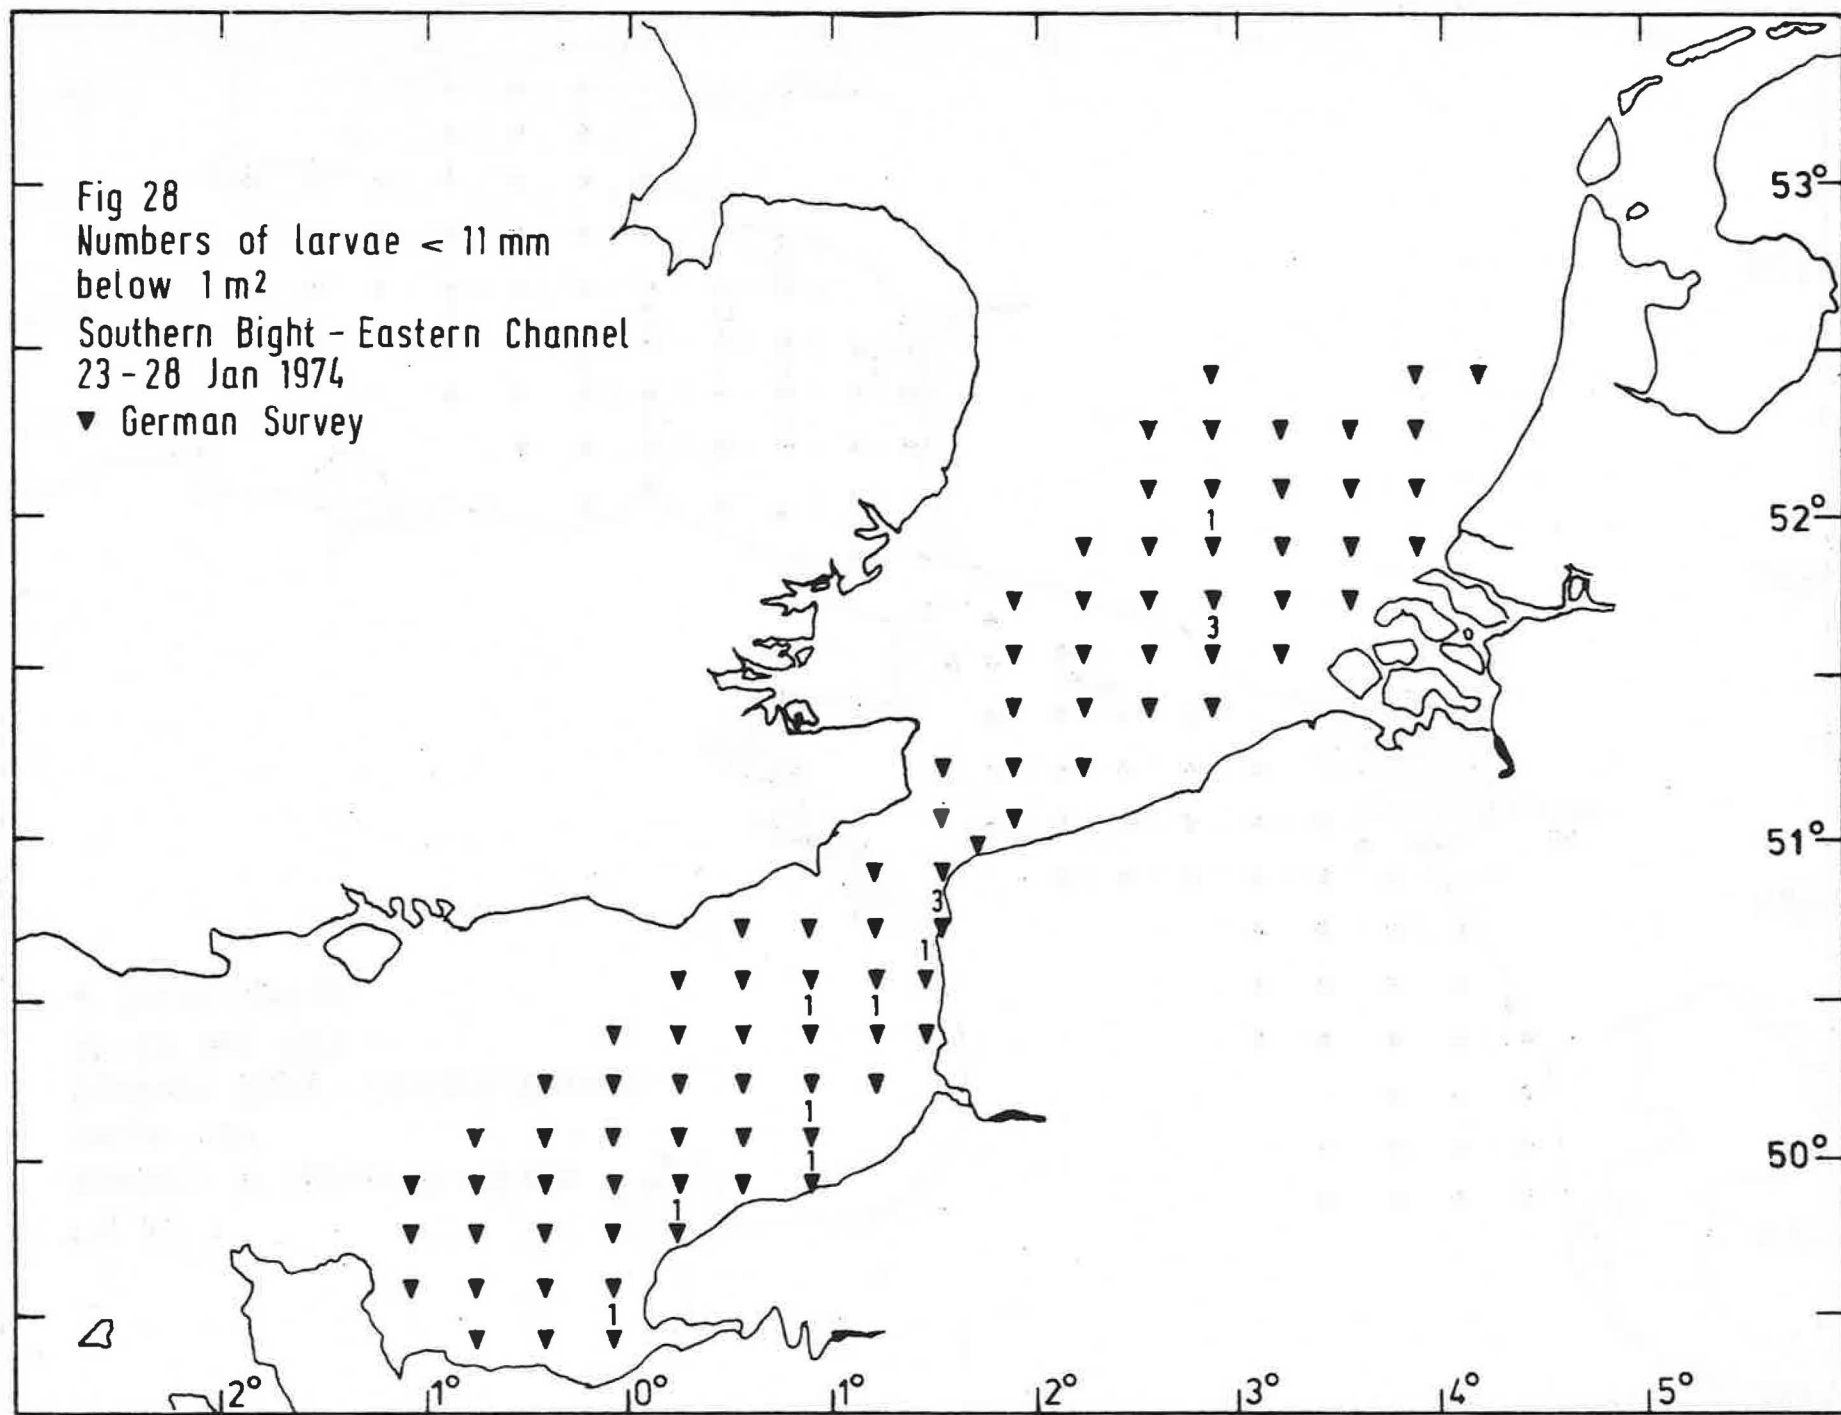 Fig 28
Numbers of larvae < 11 mm
below 1 m²
Southern Bight - Eastern Channel
23 - 28 Jan 1974
▼ German Survey
53°
52°
1
3
51°
3
1
1 1
1
50°
1
1
1
2° 1° 0° 1° 2° 3° 4° 5°